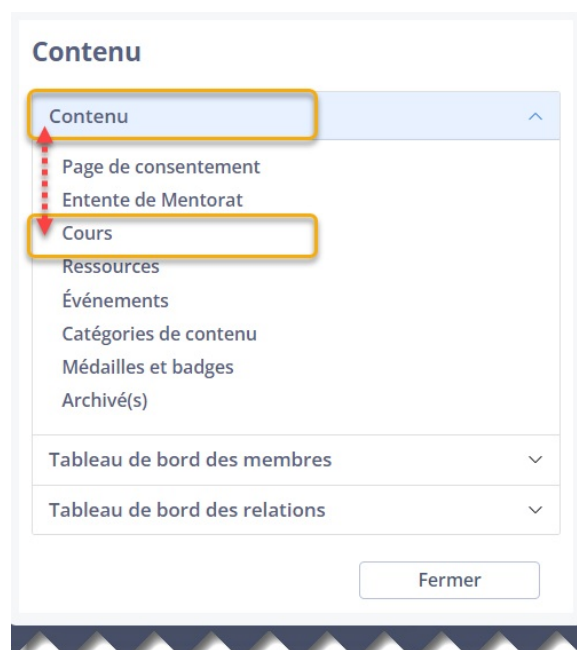 Contenu
Contenu
Page de consentement
Entente de Mentorat
Cours
Ressources
Événements
Catégories de contenu
Médailles et badges
Archivé(s)
Tableau de bord des membres
Tableau de bord des relations
Fermer